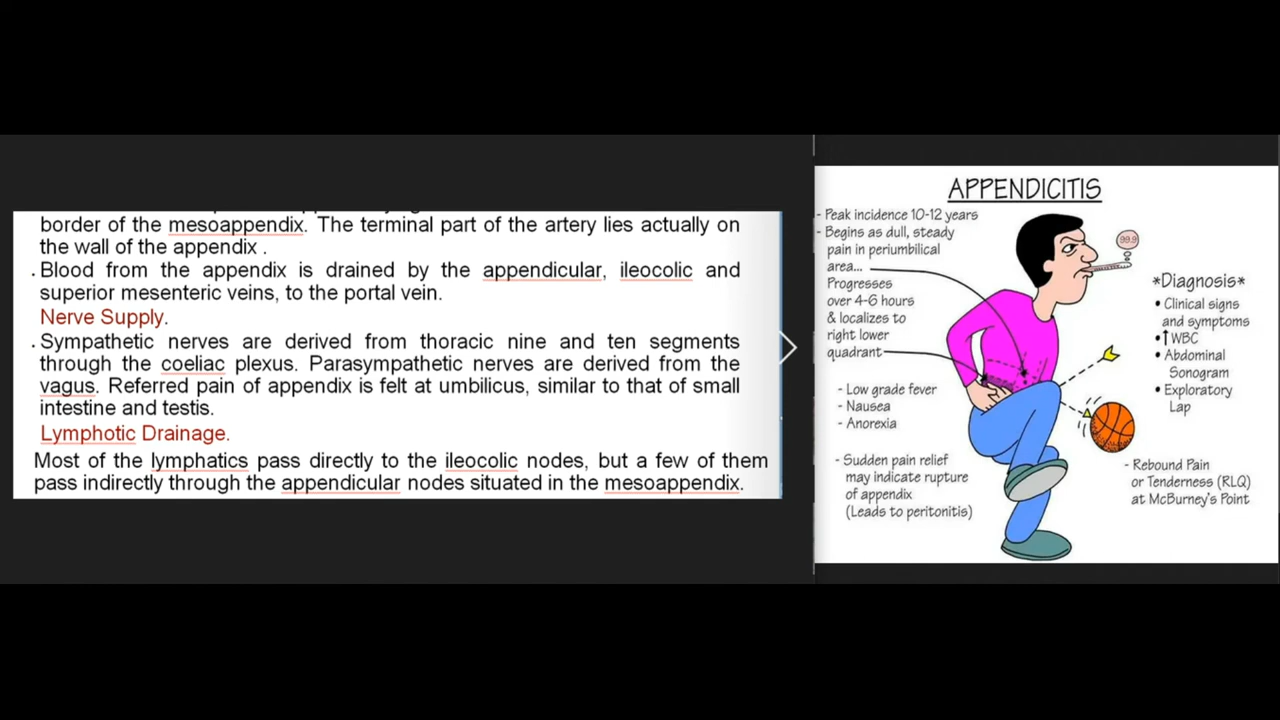 border of the mesoappendix. The terminal part of the artery lies actually on
the wall of the appendix .
. Blood from the appendix is drained by the appendicular, ileocolic and
superior mesenteric veins, to the portal vein.
Nerve Supply.
. Sympathetic nerves are derived from thoracic nine and ten segments
through the coeliac plexus. Parasympathetic nerves are derived from the
vagus. Referred pain of appendix is felt at umbilicus, similar to that of small
intestine and testis.
Lymphotic Drainage.
Most of the lymphatics pass directly to the ileocolic nodes, but a few of them
pass indirectly through the appendicular nodes situated in the mesoappendix.
APPENDICITIS
- Peak incidence 10-12 years
- Begins as dull, steady
pain in periumbilical
area...
Progresses
over 4-6 hours
& localizes to
right lower
quadrant
- Low grade fever
- Nausea
- Anorexia
- Sudden pain relief
may indicate rupture
of appendix
(Leads to peritonitis)
99.9
*Diagnosis*
• Clinical signs
and symptoms
• ↑WBC
• Abdominal
Sonogram
• Exploratory
Lap
- Rebound Pain
or Tenderness (RLQ)
at McBurney's Point